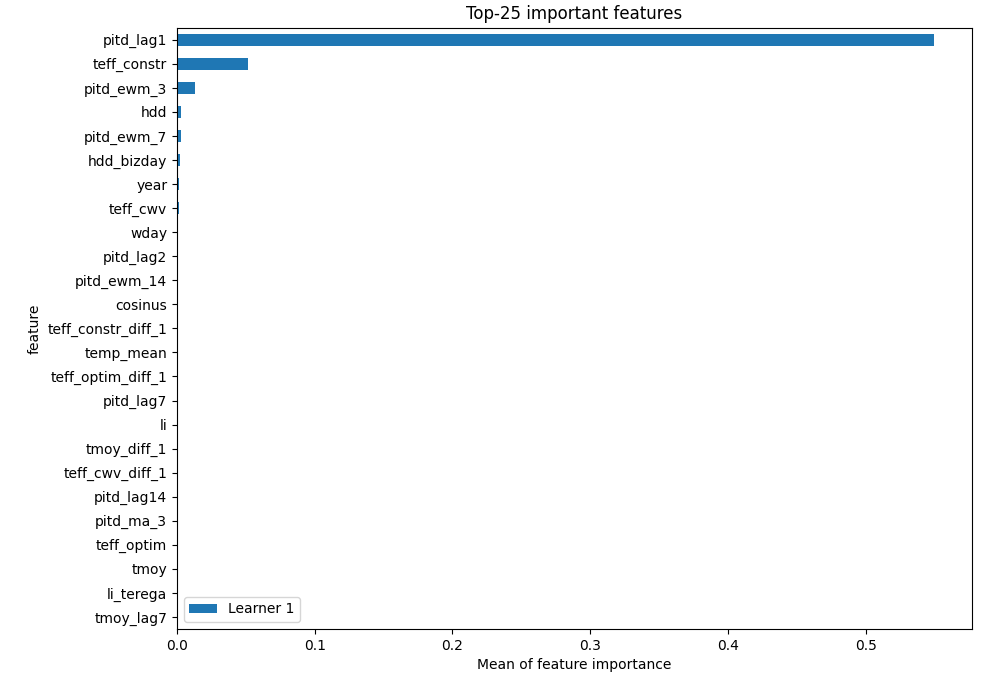 Top-25 important features
pitd_lag1
teff_constr
pitd_ewm_3
hdd
pitd_ewm_7
hdd_bizday
year
teff_cwv
wday
pitd_lag2
pitd_ewm_14
cosinus
teff_constr_diff_1
temp_mean
teff_optim_diff_1
pitd_lag7
li
tmoy_diff_1
teff_cwv_diff_1
pitd_lag14
pitd_ma_3
teff_optim
tmoy
li_terega
tmoy_lag7
feature
Learner 1
0.0 0.1 0.2 0.3 0.4 0.5
Mean of feature importance